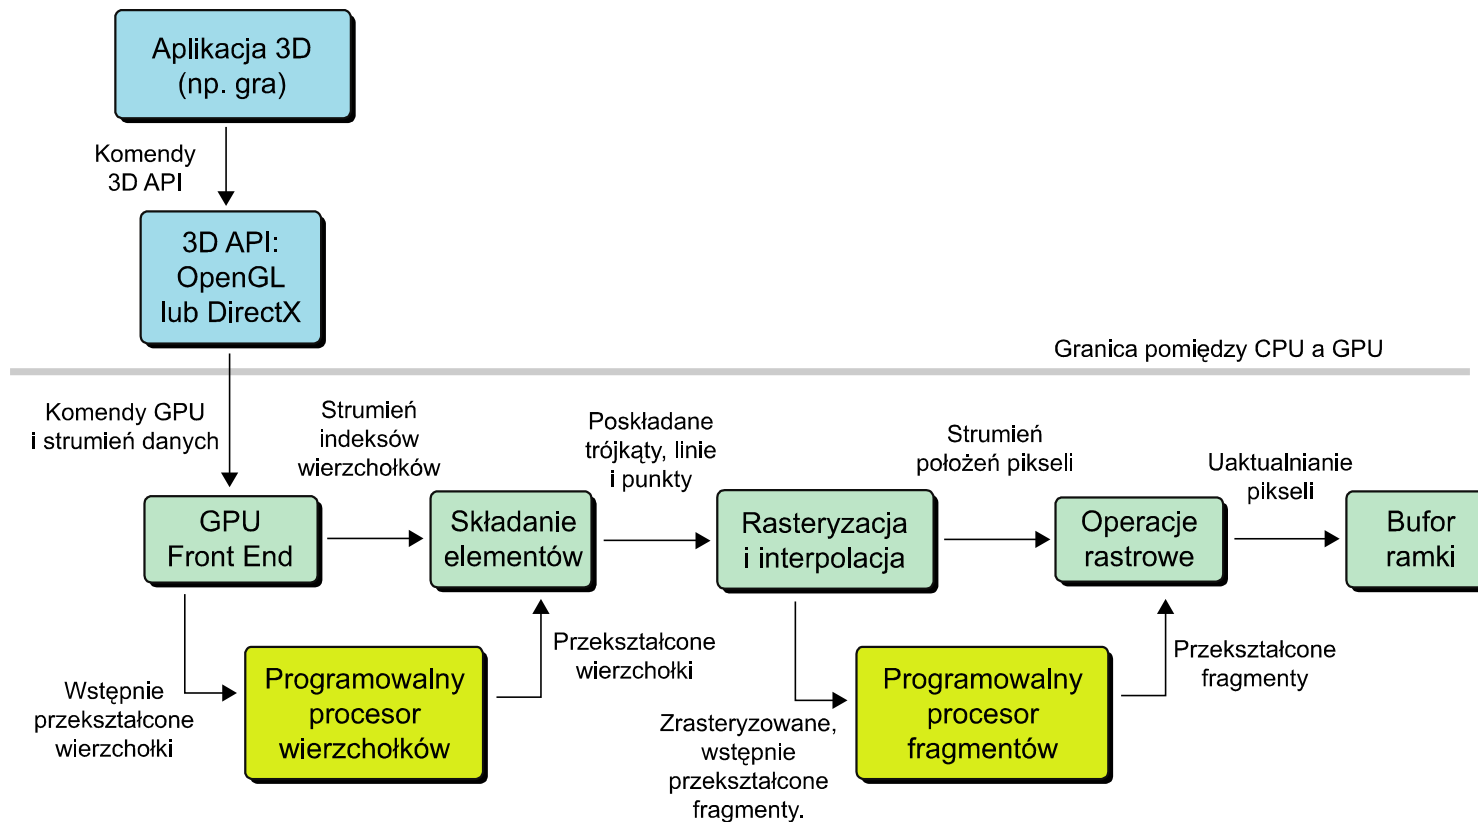 Aplikacja 3D
(np. gra)
Komendy
3D API
3D API:
OpenGL
lub DirectX
Granica pomiędzy CPU a GPU
Komendy GPU
i strumień danych
Strumień
indeksów
wierzchołków
Poskładane
trójkąty, linie
i punkty
Strumień
położeń pikseli
Uaktualnianie
pikseli
GPU
Front End
Składanie
elementów
Rasteryzacja
i interpolacja
Operacje
rastrowe
Bufor
ramki
Wstępnie
przekształcone
wierzchołki
Programowalny
procesor
wierzchołków
Przekształcone
wierzchołki
Zrasteryzowane,
wstępnie
przekształcone
fragmenty.
Programowalny
procesor
fragmentów
Przekształcone
fragmenty